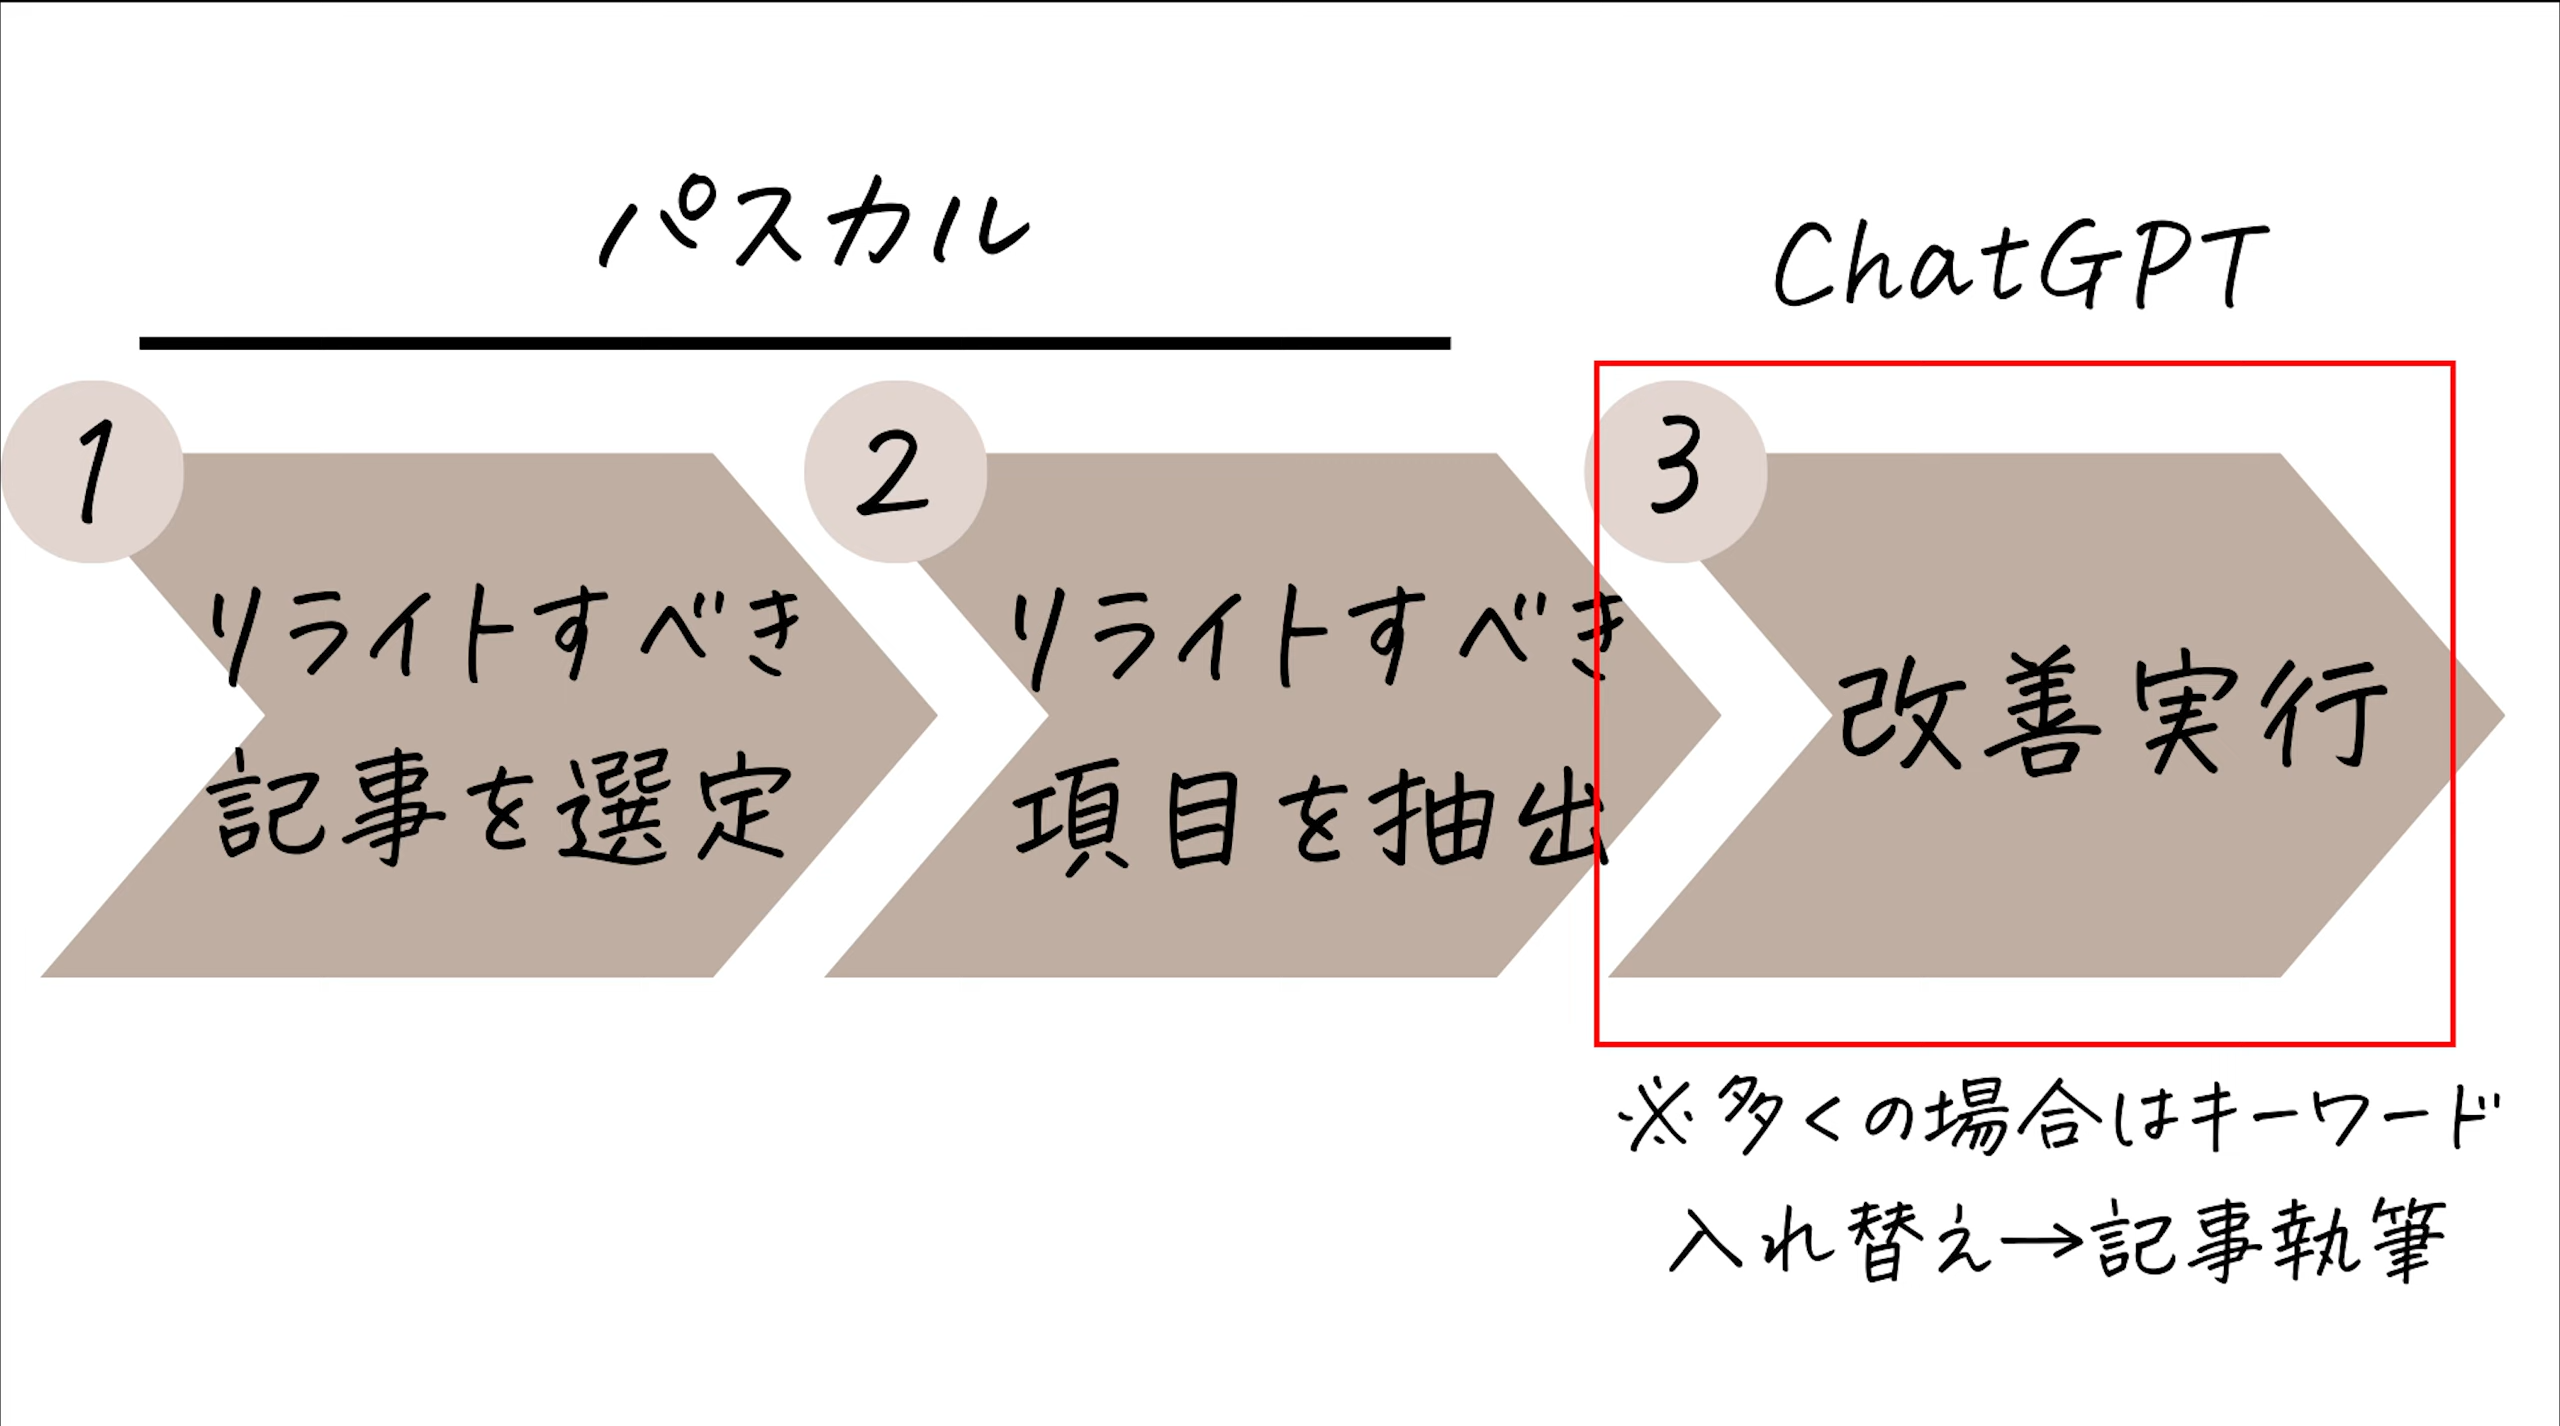 パスカル
ChatGPT
1
リライトすべき
記事を選定
2
リライトすべき
項目を抽出
3
改善実行
※多くの場合はキーワード
入れ替え→記事執筆